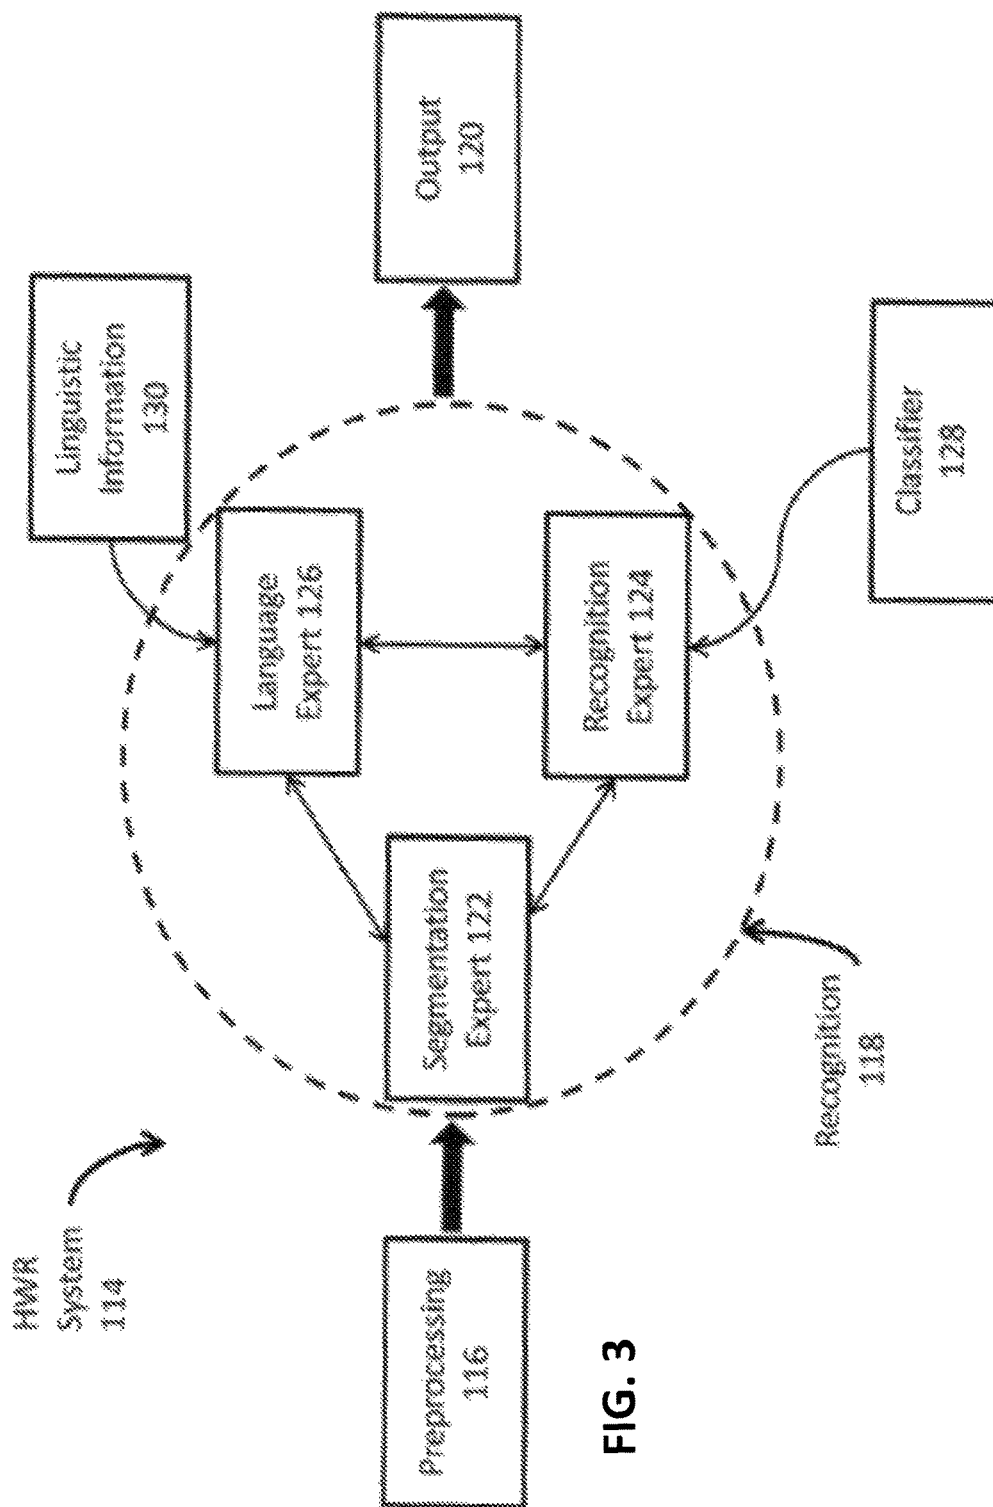 HWR
System
114
Linguistic
Information
130
Language
Expert 126
Preprocessing
116
Segmentation
Expert 122
Output
120
Recognition
Expert 124
Recognition
118
Classifier
128
FIG. 3